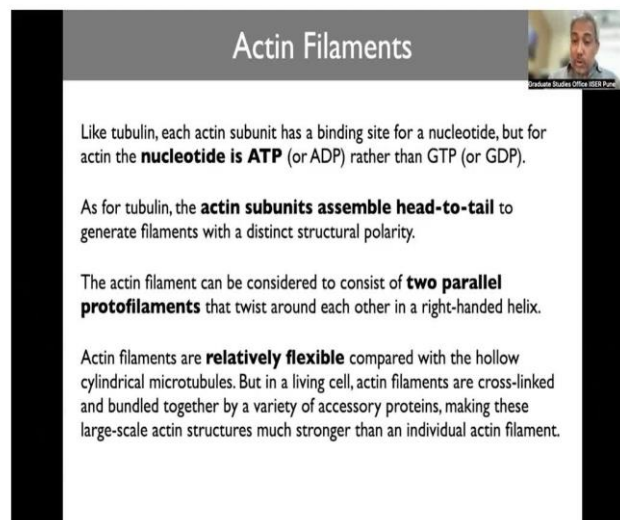 Actin Filaments
Graduate Studies Office IISER Pune
Like tubulin, each actin subunit has a binding site for a nucleotide, but for
actin the nucleotide is ATP (or ADP) rather than GTP (or GDP).
As for tubulin, the actin subunits assemble head-to-tail to
generate filaments with a distinct structural polarity.
The actin filament can be considered to consist of two parallel
protofilaments that twist around each other in a right-handed helix.
Actin filaments are relatively flexible compared with the hollow
cylindrical microtubules. But in a living cell, actin filaments are cross-linked
and bundled together by a variety of accessory proteins, making these
large-scale actin structures much stronger than an individual actin filament.